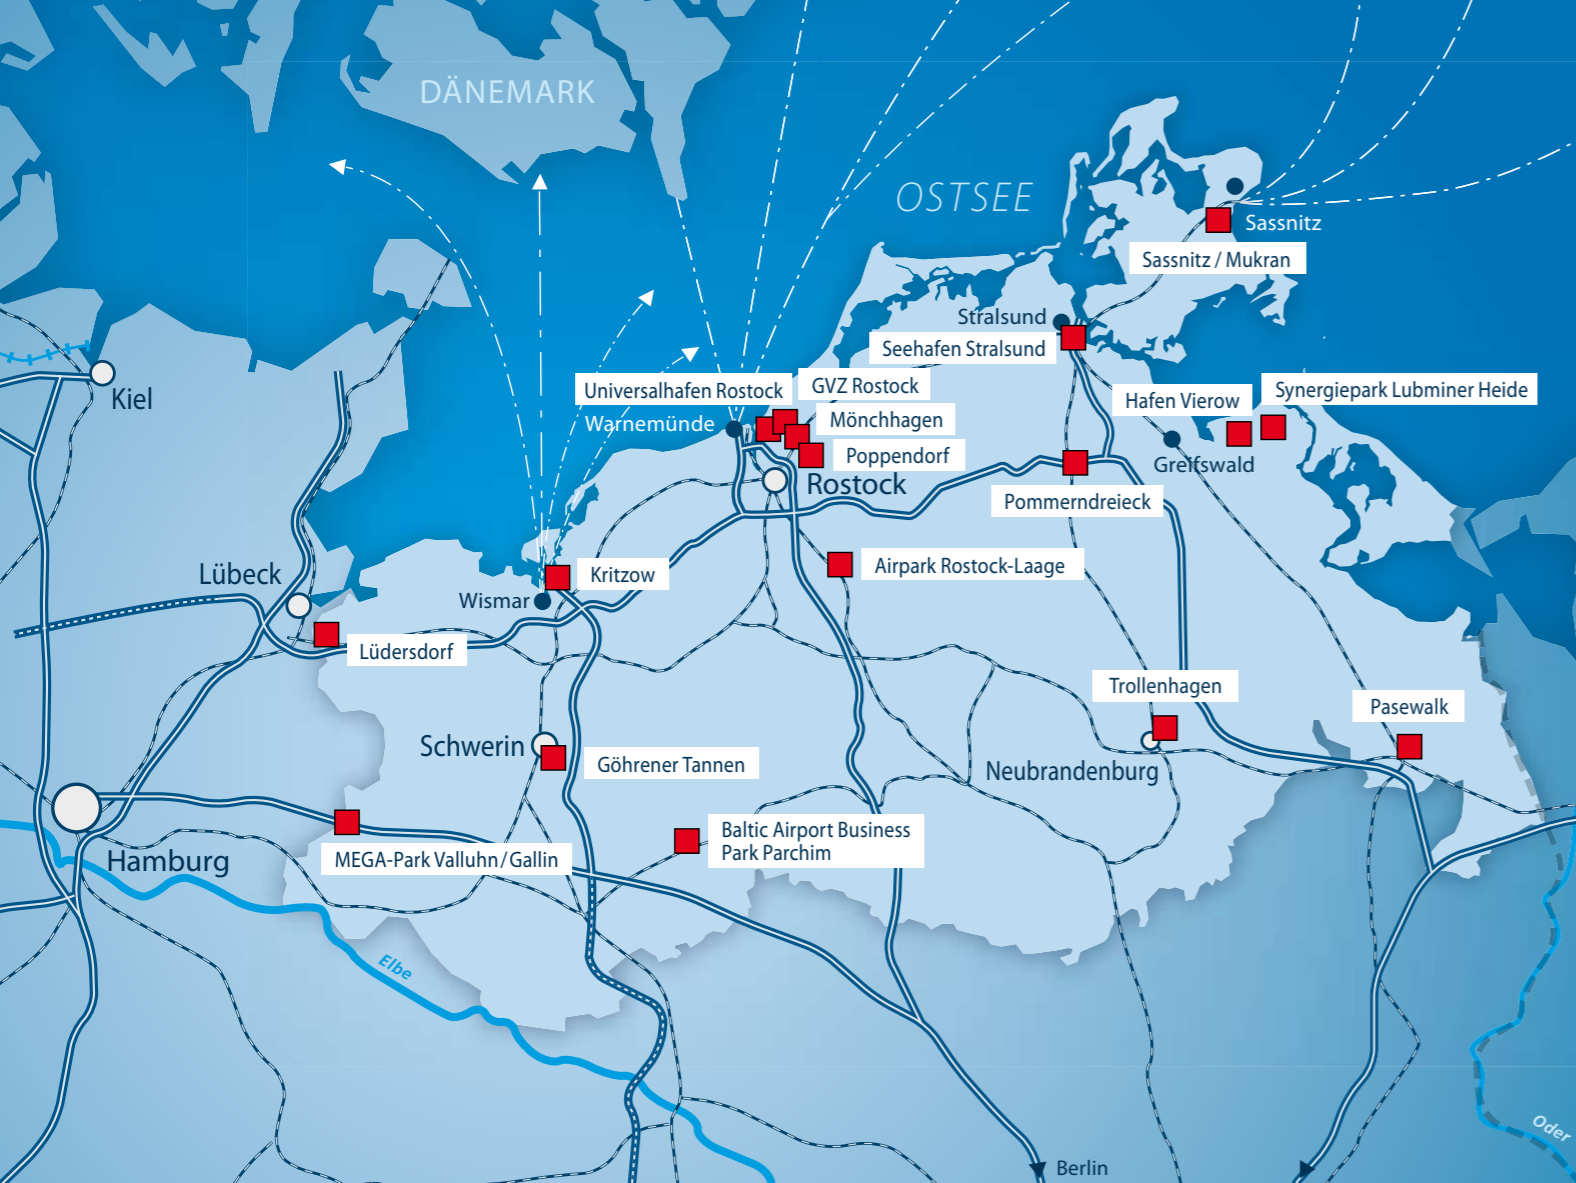 DÄNEMARK
OSTSEE
Sassnitz
Sassnitz / Mukran
Stralsund
Seehafen Stralsund
Kiel
Universalhafen Rostock
GVZ Rostock
Hafen Vierow
Synergiepark Lubminer Heide
Warnemünde
Mönchhagen
Poppendorf
Greifswald
Rostock
Pommerndreieck
Lübeck
Kritzow
Airpark Rostock-Laage
Wismar
Lüdersdorf
Trollenhagen
Pasewalk
Schwerin
Göhrener Tannen
Neubrandenburg
Baltic Airport Business
Park Parchim
Hamburg
MEGA-Park Valluhn / Gallin
Elbe
Oder
Berlin